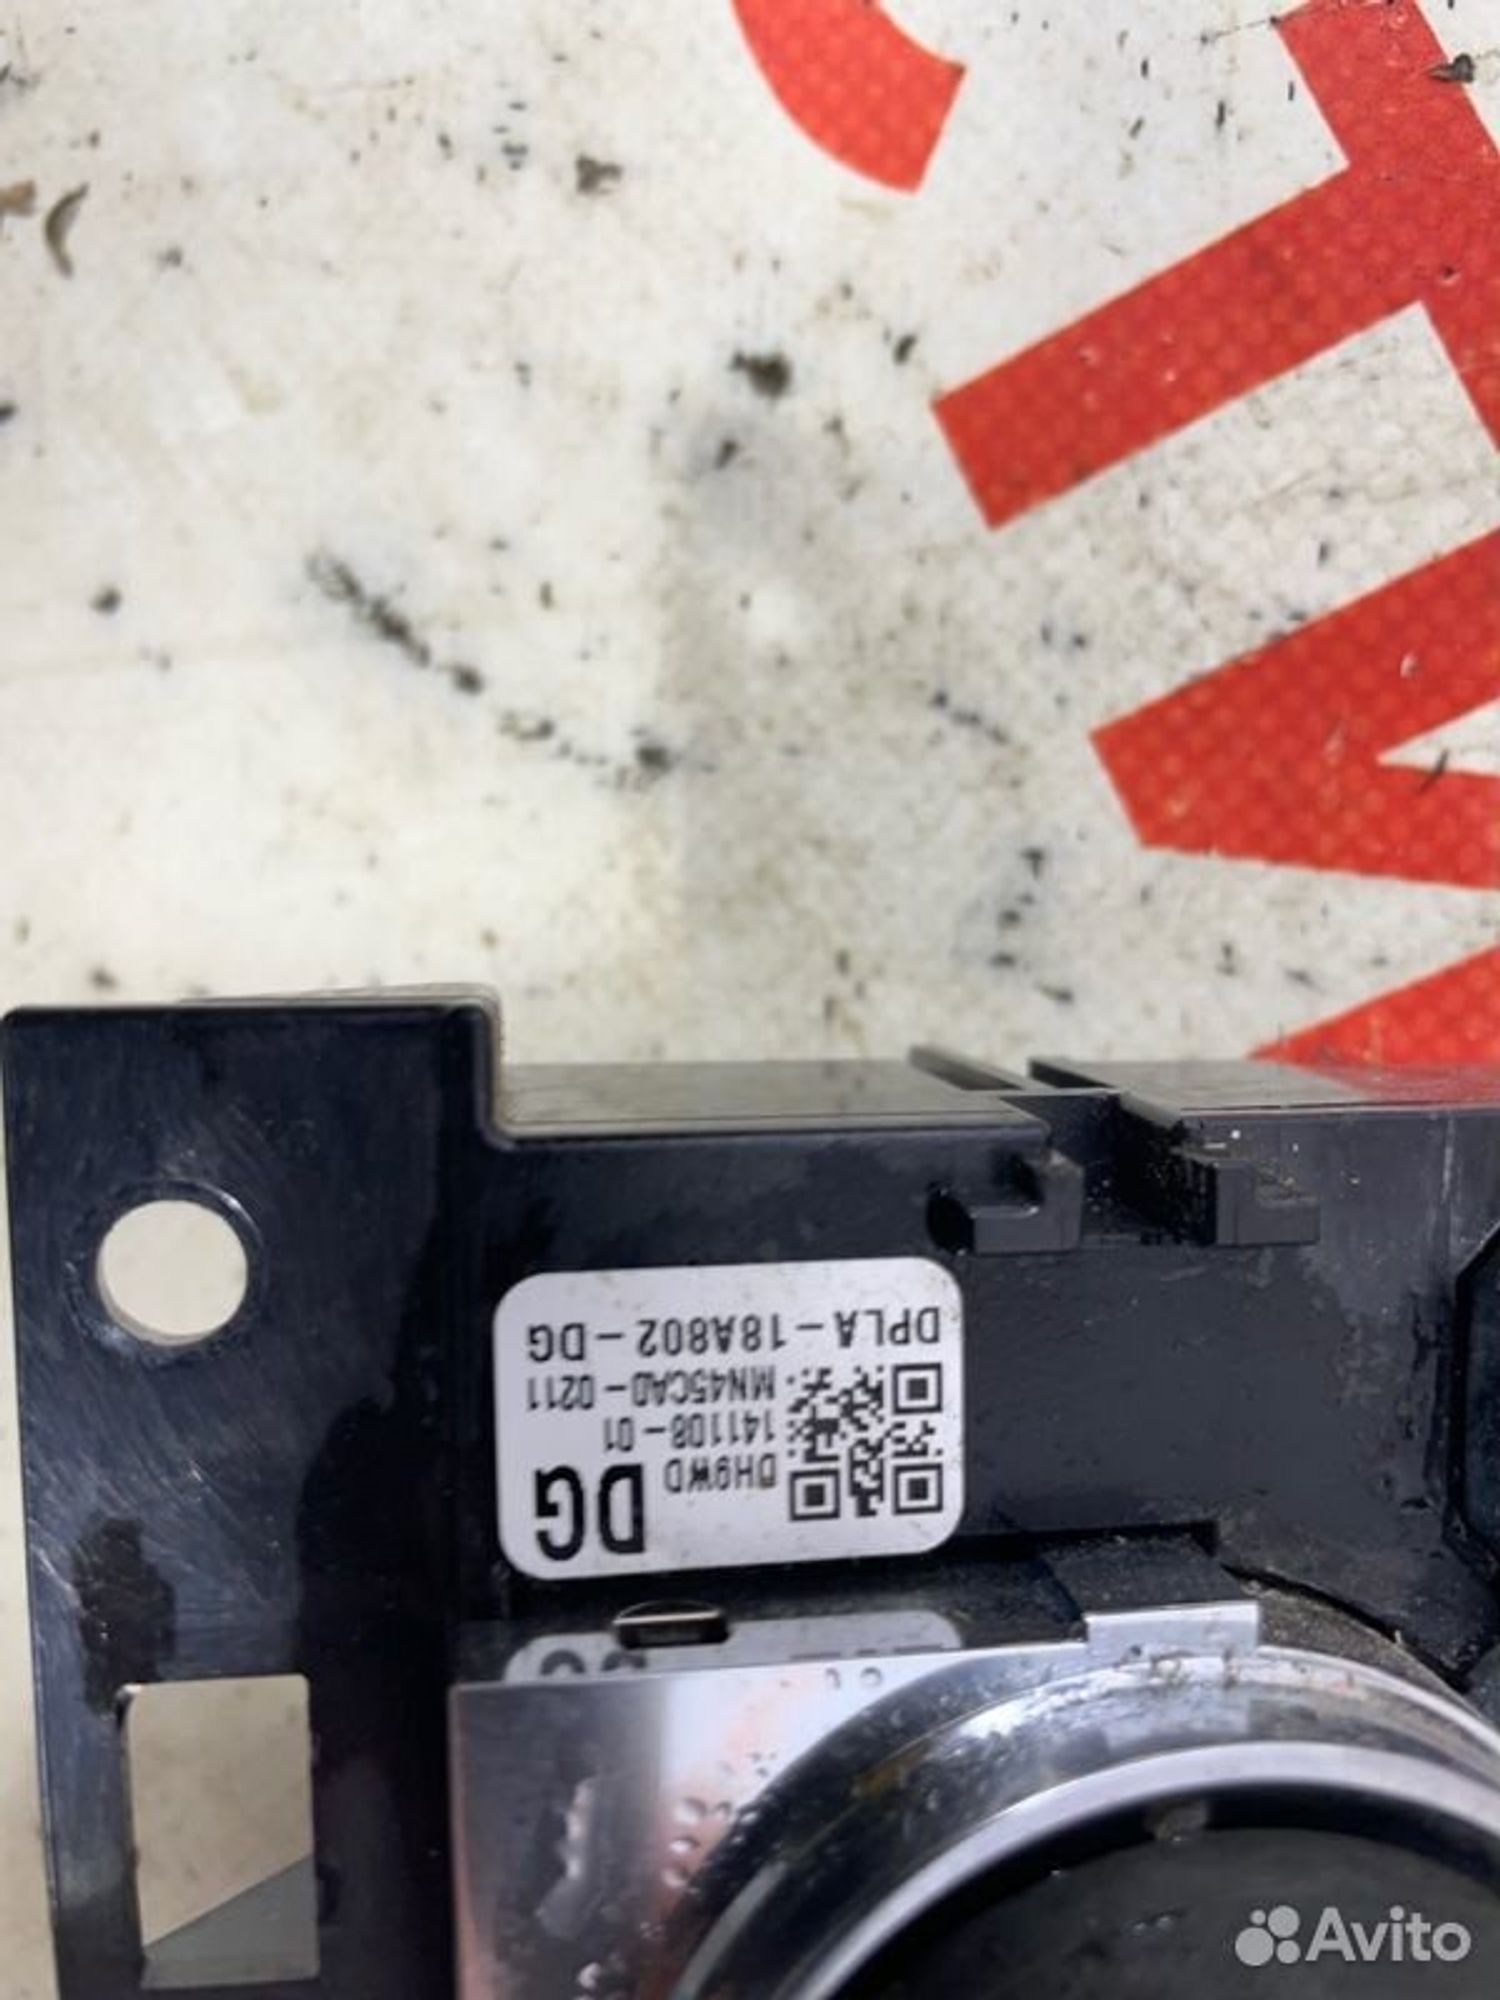 DPLA-18A802-DG
MN45CAD-0211
141108-01
DH9WD
DG
Avito